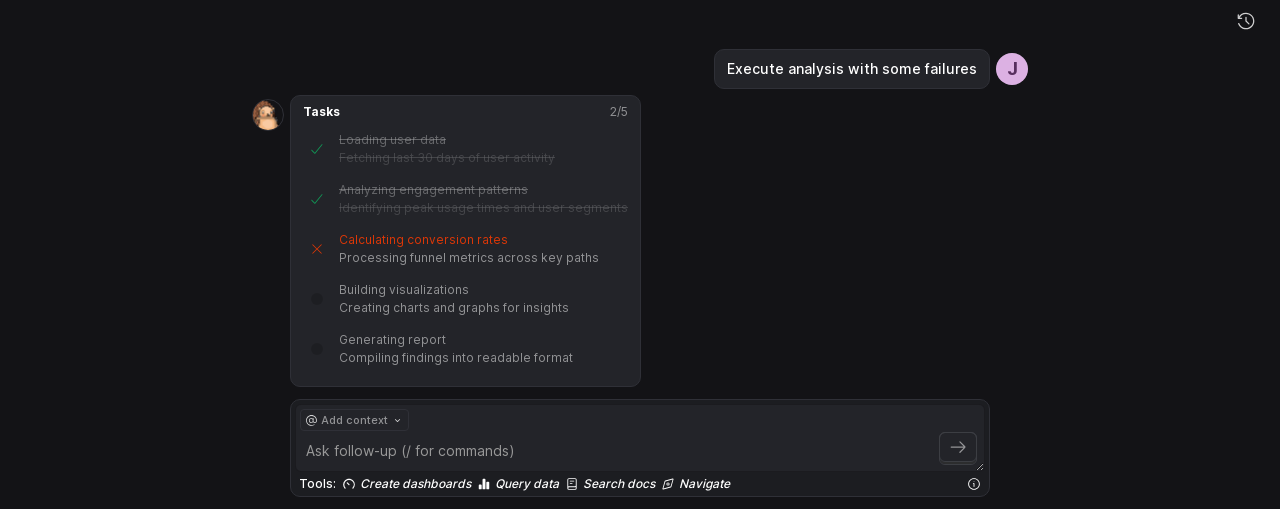 Execute analysis with some failures
J
Tasks
2/5
Loading user data
Fetching last 30 days of user activity
Analyzing engagement patterns
Identifying peak usage times and user segments
Calculating conversion rates
Processing funnel metrics across key paths
Building visualizations
Creating charts and graphs for insights
Generating report
Compiling findings into readable format
@ Add context
Ask follow-up (/ for commands)
Tools: Create dashboards Query data Search docs Navigate